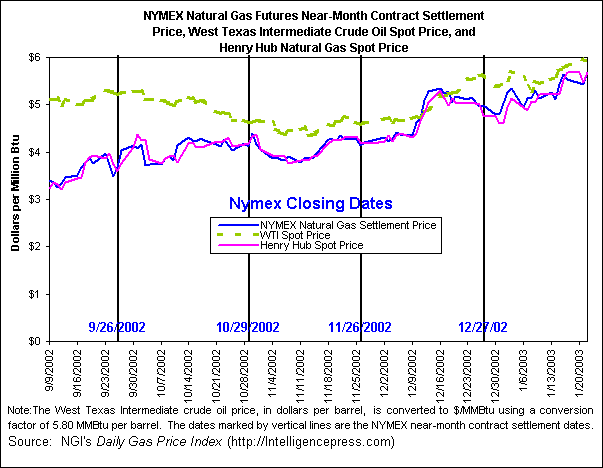 NYMEX Natural Gas Futures Near-Month Contract Settlement
Price, West Texas Intermediate Crude Oil Spot Price, and
Henry Hub Natural Gas Spot Price
Dollars per Million Btu
$6
$5
$4
$3
$2
$1
$0
Nymex Closing Dates
NYMEX Natural Gas Settlement Price
WTI Spot Price
Henry Hub Spot Price
9/26/2002
10/29/2002
11/26/2002
12/27/02
9/9/2002
9/16/2002
9/23/2002
9/30/2002
10/7/2002
10/14/2002
10/21/2002
10/28/2002
11/4/2002
11/11/2002
11/18/2002
11/25/2002
12/2/2002
12/9/2002
12/16/2002
12/23/2002
12/30/2002
1/6/2003
1/13/2003
1/20/2003
Note:The West Texas Intermediate crude oil price, in dollars per barrel, is converted to $/MMBtu using a conversion
factor of 5.80 MMBtu per barrel. The dates marked by vertical lines are the NYMEX near-month contract settlement dates.
Source: NGI's Daily Gas Price Index (http://Intelligencepress.com)